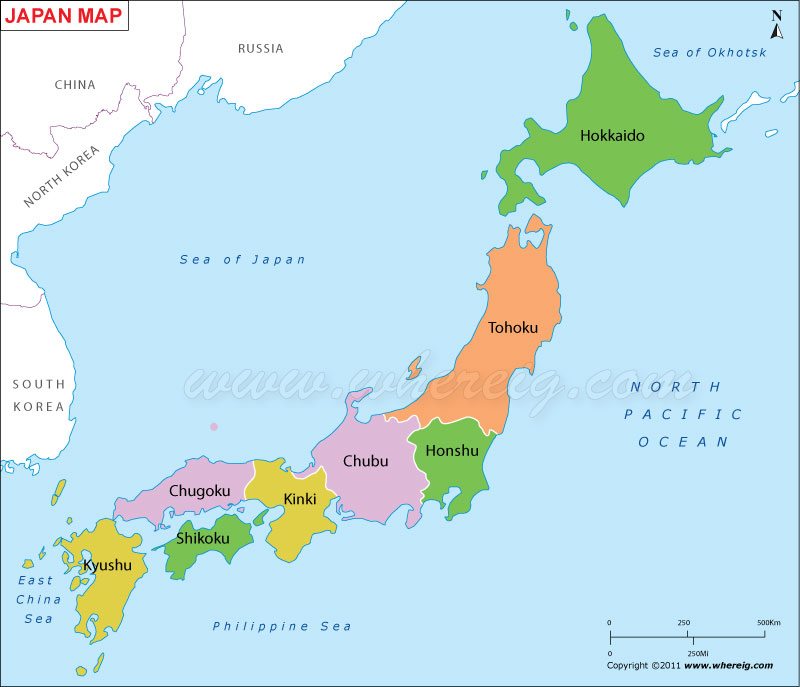 JAPAN MAP
RUSSIA
N
Sea of Okhotsk
CHINA
Hokkaido
NORTH KOREA
Sea of Japan
Tohoku
www.whereig.com
SOUTH
KOREA
NORTH
PACIFIC
OCEAN
Honshu
Chubu
Chugoku
Kinki
Shikoku
Kyushu
East
China
Sea
Philippine Sea
0 250 500Km
0 250Mi
Copyright ©2011 www.whereig.com